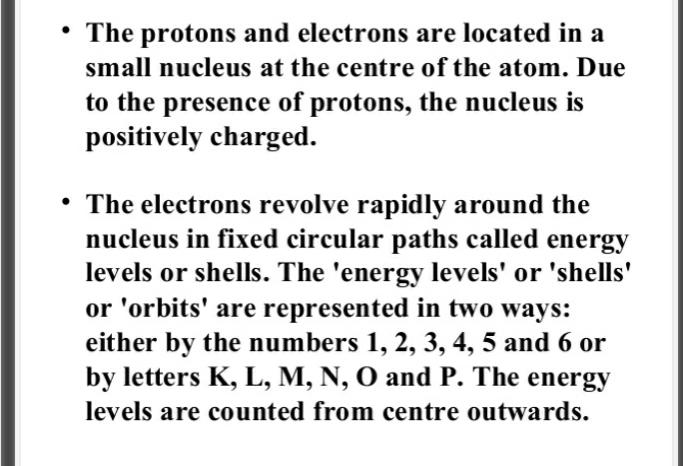 • The protons and electrons are located in a
small nucleus at the centre of the atom. Due
to the presence of protons, the nucleus is
positively charged.
• The electrons revolve rapidly around the
nucleus in fixed circular paths called energy
levels or shells. The 'energy levels' or 'shells'
or 'orbits' are represented in two ways:
either by the numbers 1, 2, 3, 4, 5 and 6 or
by letters K, L, M, N, O and P. The energy
levels are counted from centre outwards.